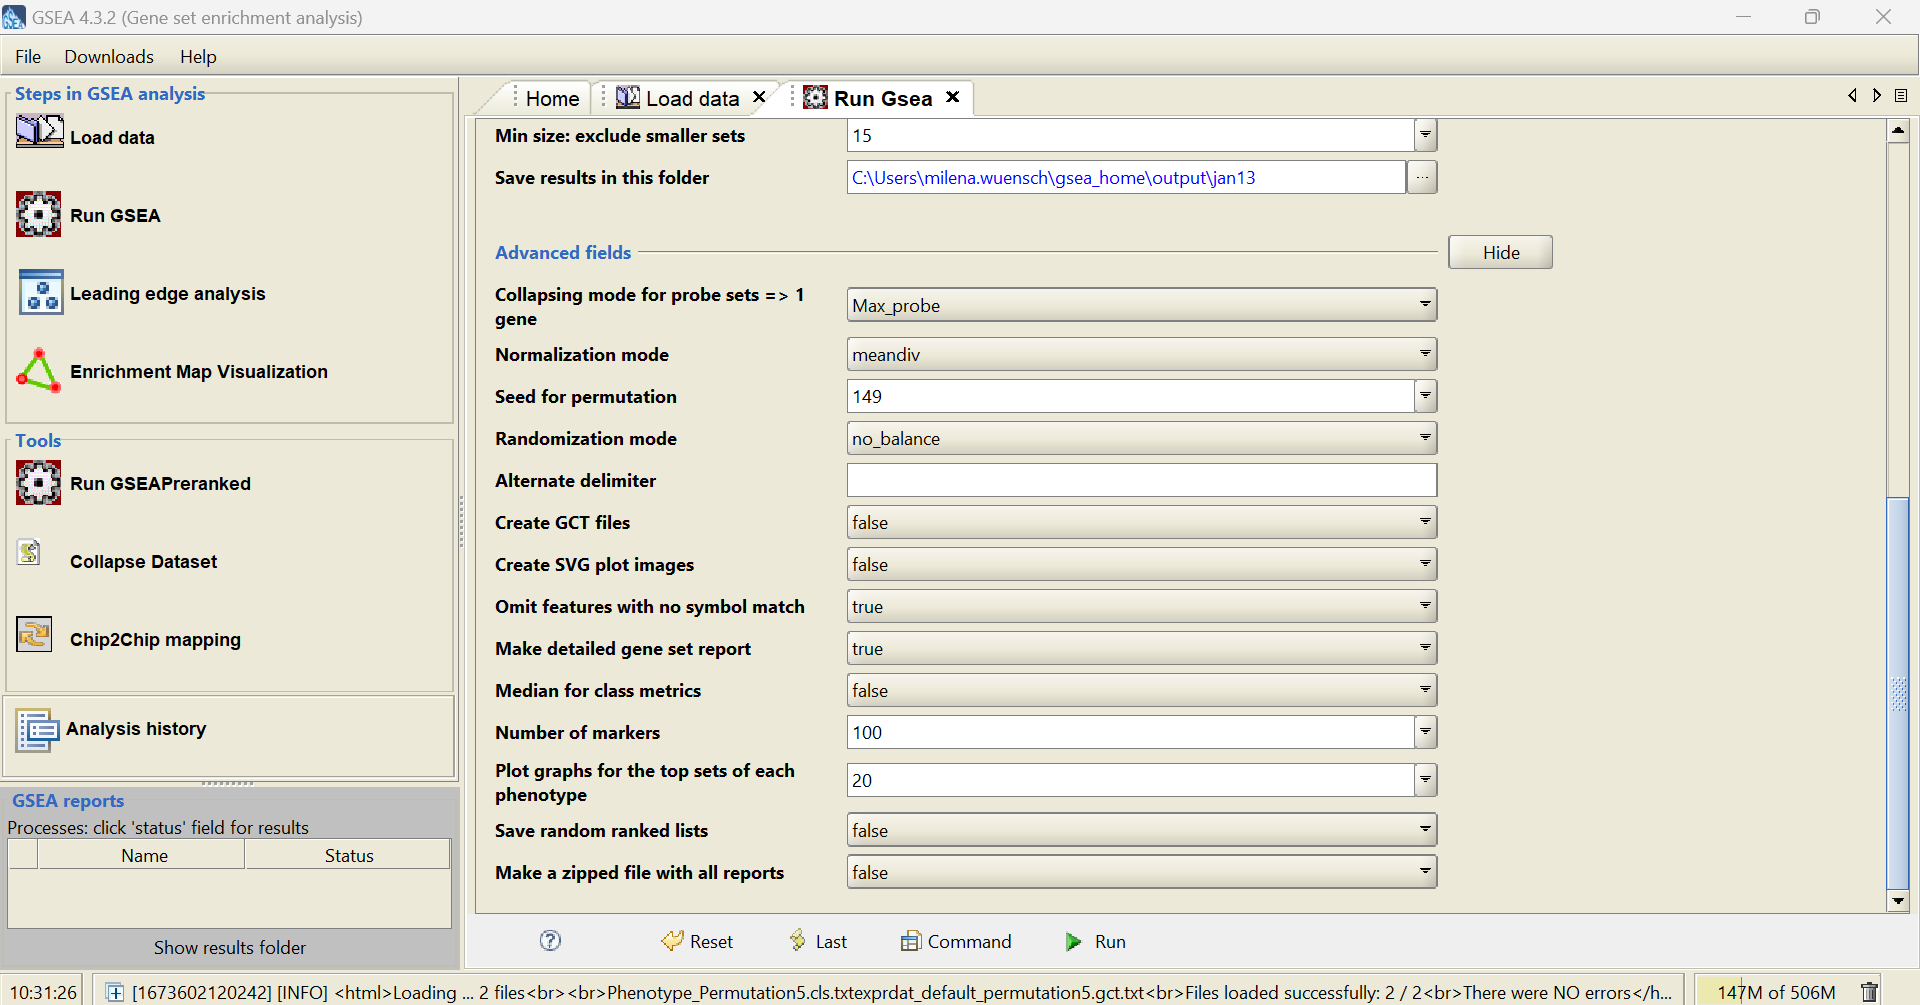 GSEA 4.3.2 (Gene set enrichment analysis)
File Downloads Help
Steps in GSEA analysis
Load data
Run GSEA
Leading edge analysis
Enrichment Map Visualization
Tools
Run GSEAPreranked
Collapse Dataset
Chip2Chip mapping
Analysis history
GSEA reports
Processes: click 'status' field for results
Name Status
Show results folder
Home Load data Run Gsea
Min size: exclude smaller sets 15
Save results in this folder C:\Users\milena.wuensch\gsea_home\output\jan13 ...
Advanced fields Hide
Collapsing mode for probe sets => 1
gene
Max_probe
Normalization mode meandiv
Seed for permutation 149
Randomization mode no_balance
Alternate delimiter
Create GCT files false
Create SVG plot images false
Omit features with no symbol match true
Make detailed gene set report true
Median for class metrics false
Number of markers 100
Plot graphs for the top sets of each
phenotype
20
Save random ranked lists false
Make a zipped file with all reports false
? Reset Last Command Run
10:31:26 [1673602120242] [INFO] <html>Loading ... 2 files<br><br>Phenotype_Permutation5.cls.txtexprdat_default_permutation5.gct.txt<br>Files loaded successfully: 2 / 2<br>There were NO errors</h... 147M of 506M